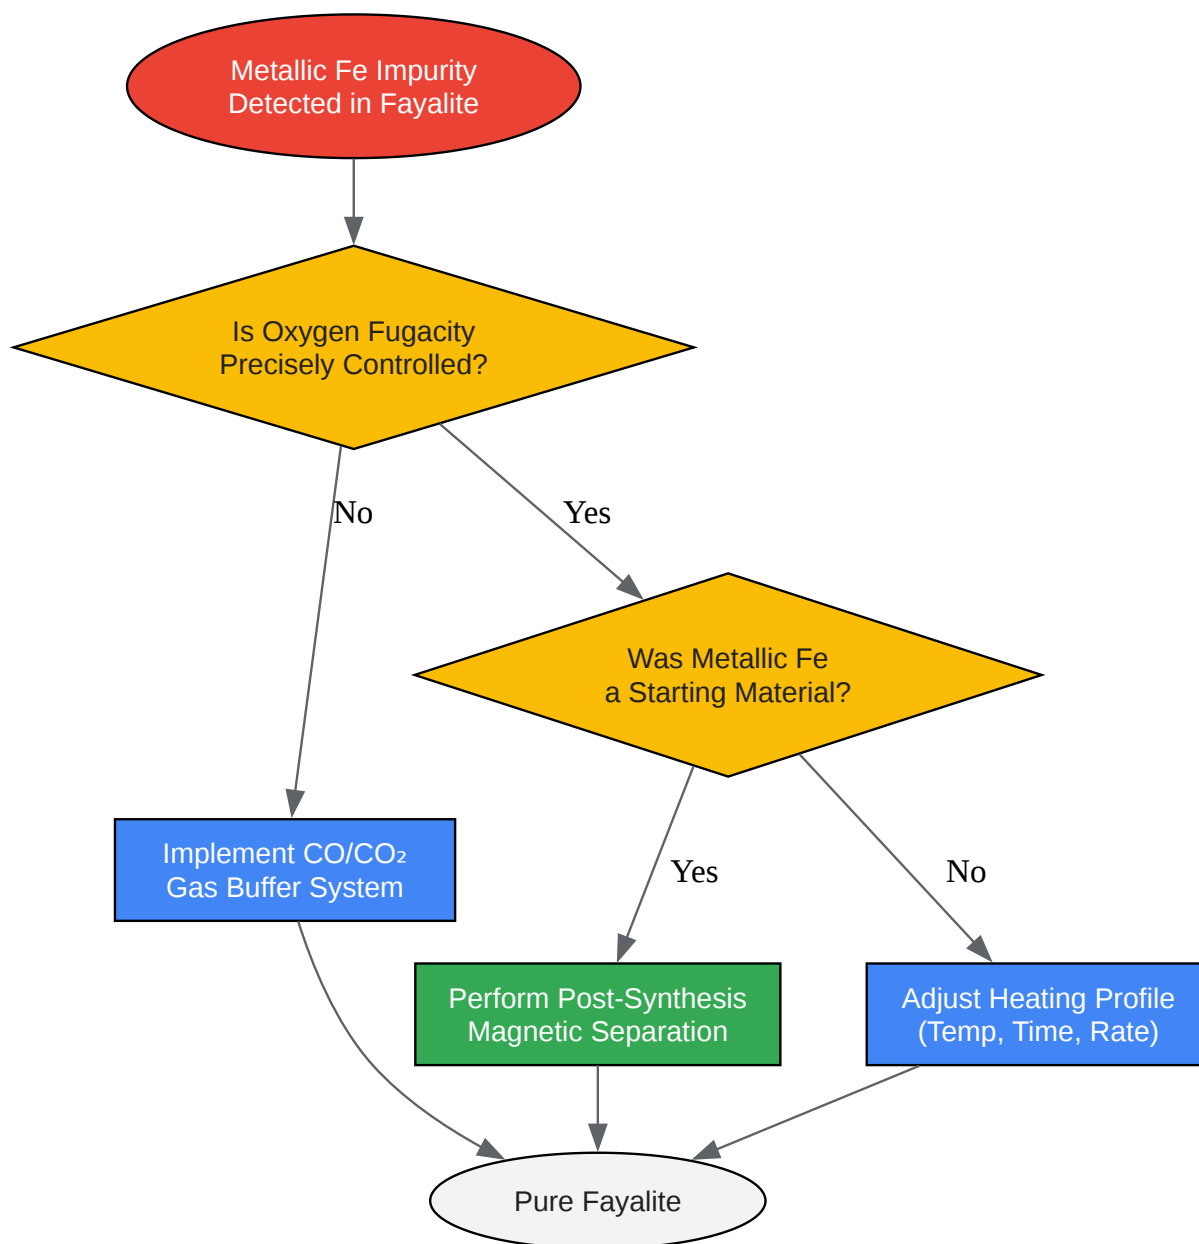 Metallic Fe Impurity
Detected in Fayalite
Is Oxygen Fugacity
Precisely Controlled?
No
Yes
Was Metallic Fe
a Starting Material?
Implement CO/CO₂
Gas Buffer System
Yes
No
Perform Post-Synthesis
Magnetic Separation
Adjust Heating Profile
(Temp, Time, Rate)
Pure Fayalite